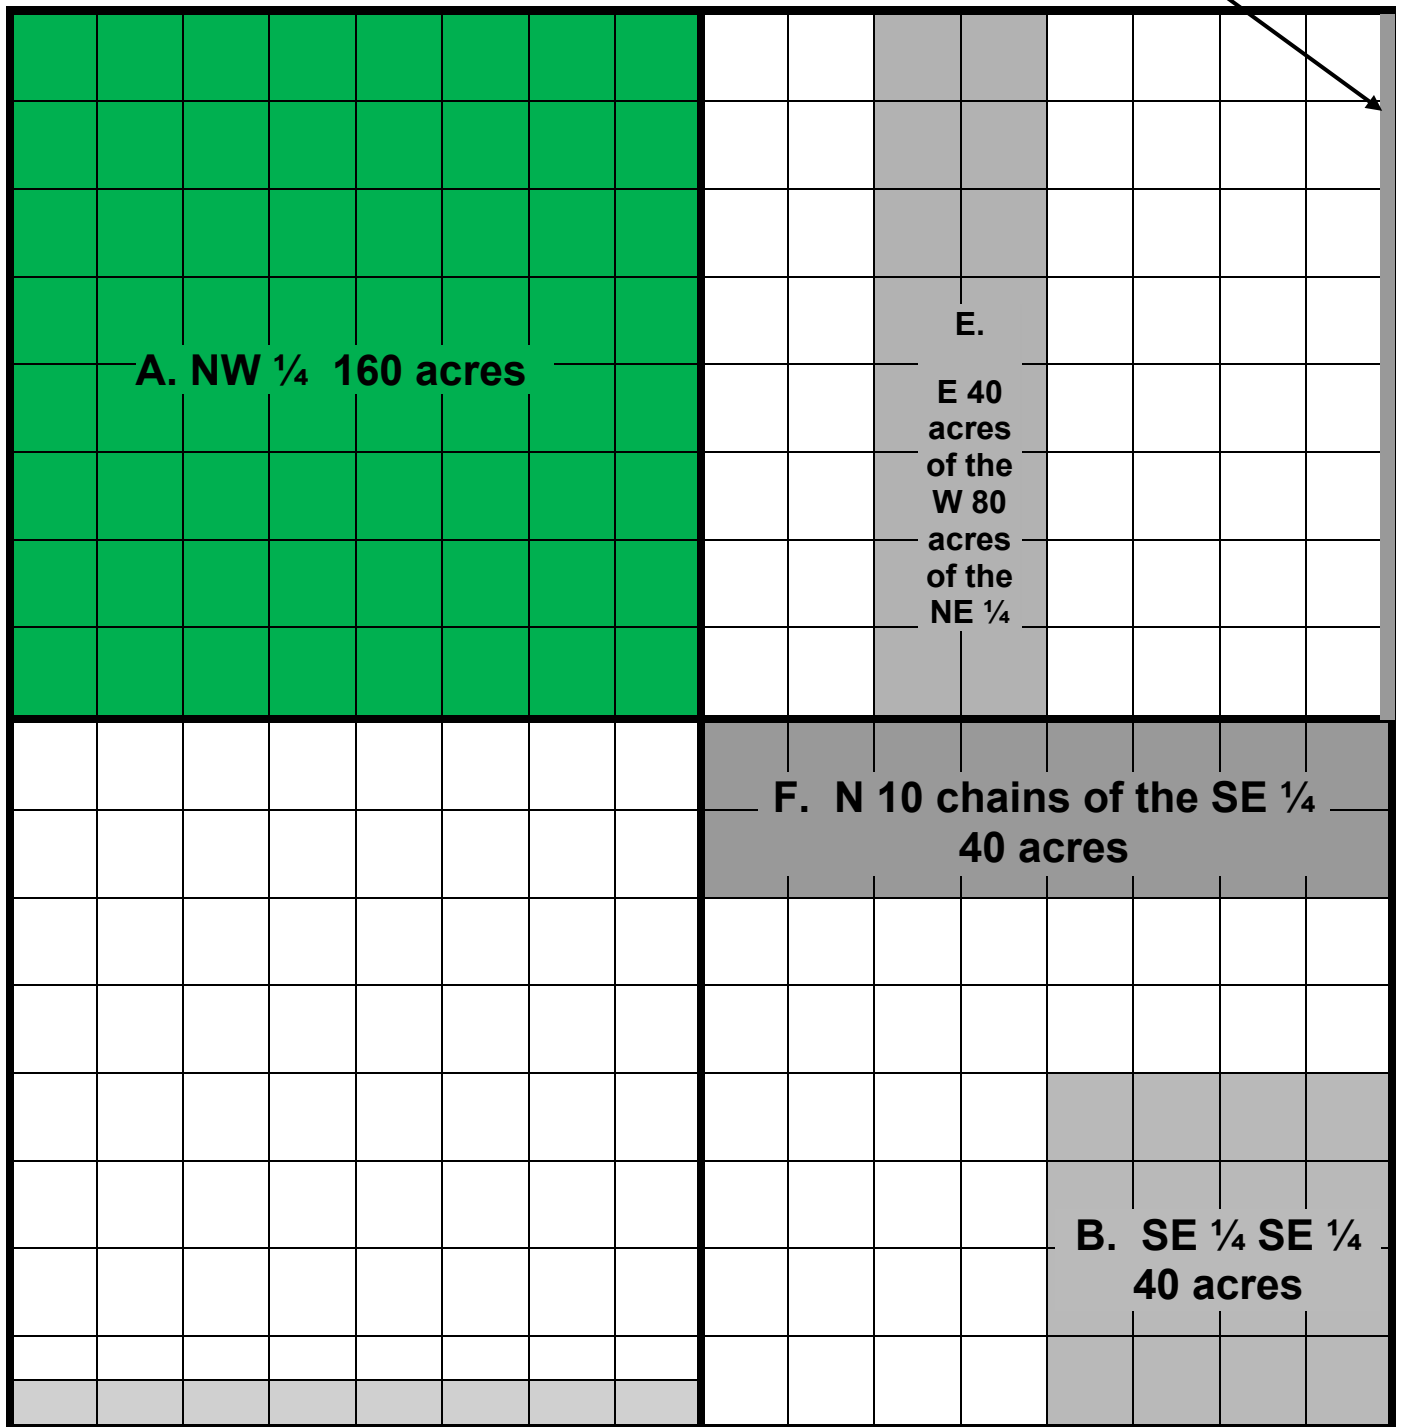 A. NW ¼ 160 acres
E.
E 40
acres
of the
W 80
acres
of the
NE ¼
F. N 10 chains of the SE ¼
40 acres
B. SE ¼ SE ¼
40 acres